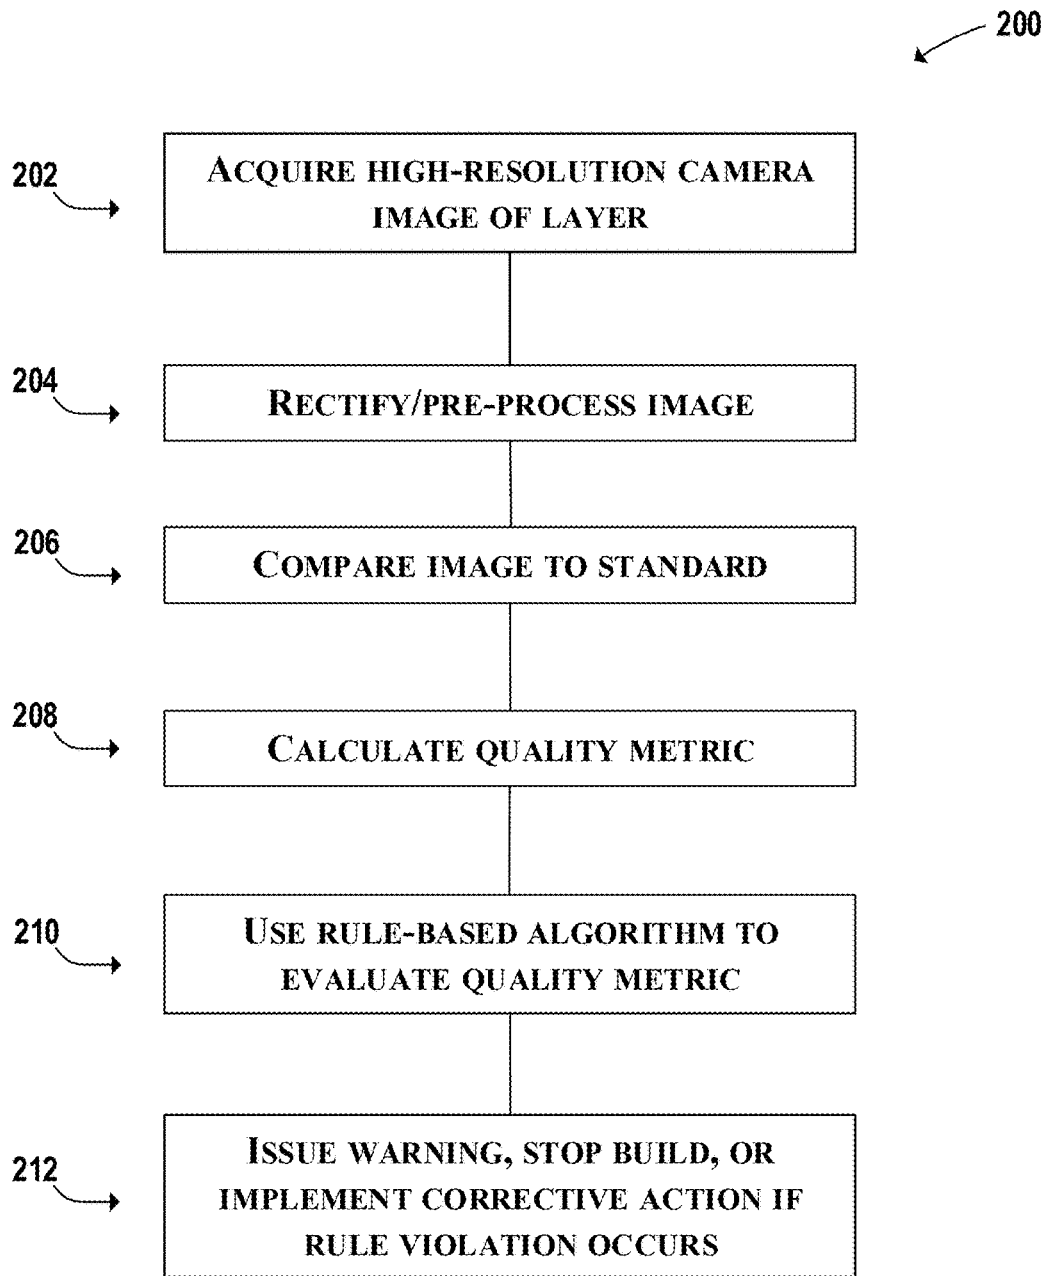 200
202
ACQUIRE HIGH-RESOLUTION CAMERA
IMAGE OF LAYER
204
RECTIFY/PRE-PROCESS IMAGE
206
COMPARE IMAGE TO STANDARD
208
CALCULATE QUALITY METRIC
210
USE RULE-BASED ALGORITHM TO
EVALUATE QUALITY METRIC
212
ISSUE WARNING, STOP BUILD, OR
IMPLEMENT CORRECTIVE ACTION IF
RULE VIOLATION OCCURS